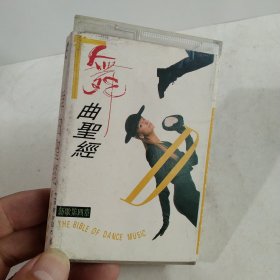 舞
曲聖經
THE BIBLE OF DANCE MUSIC